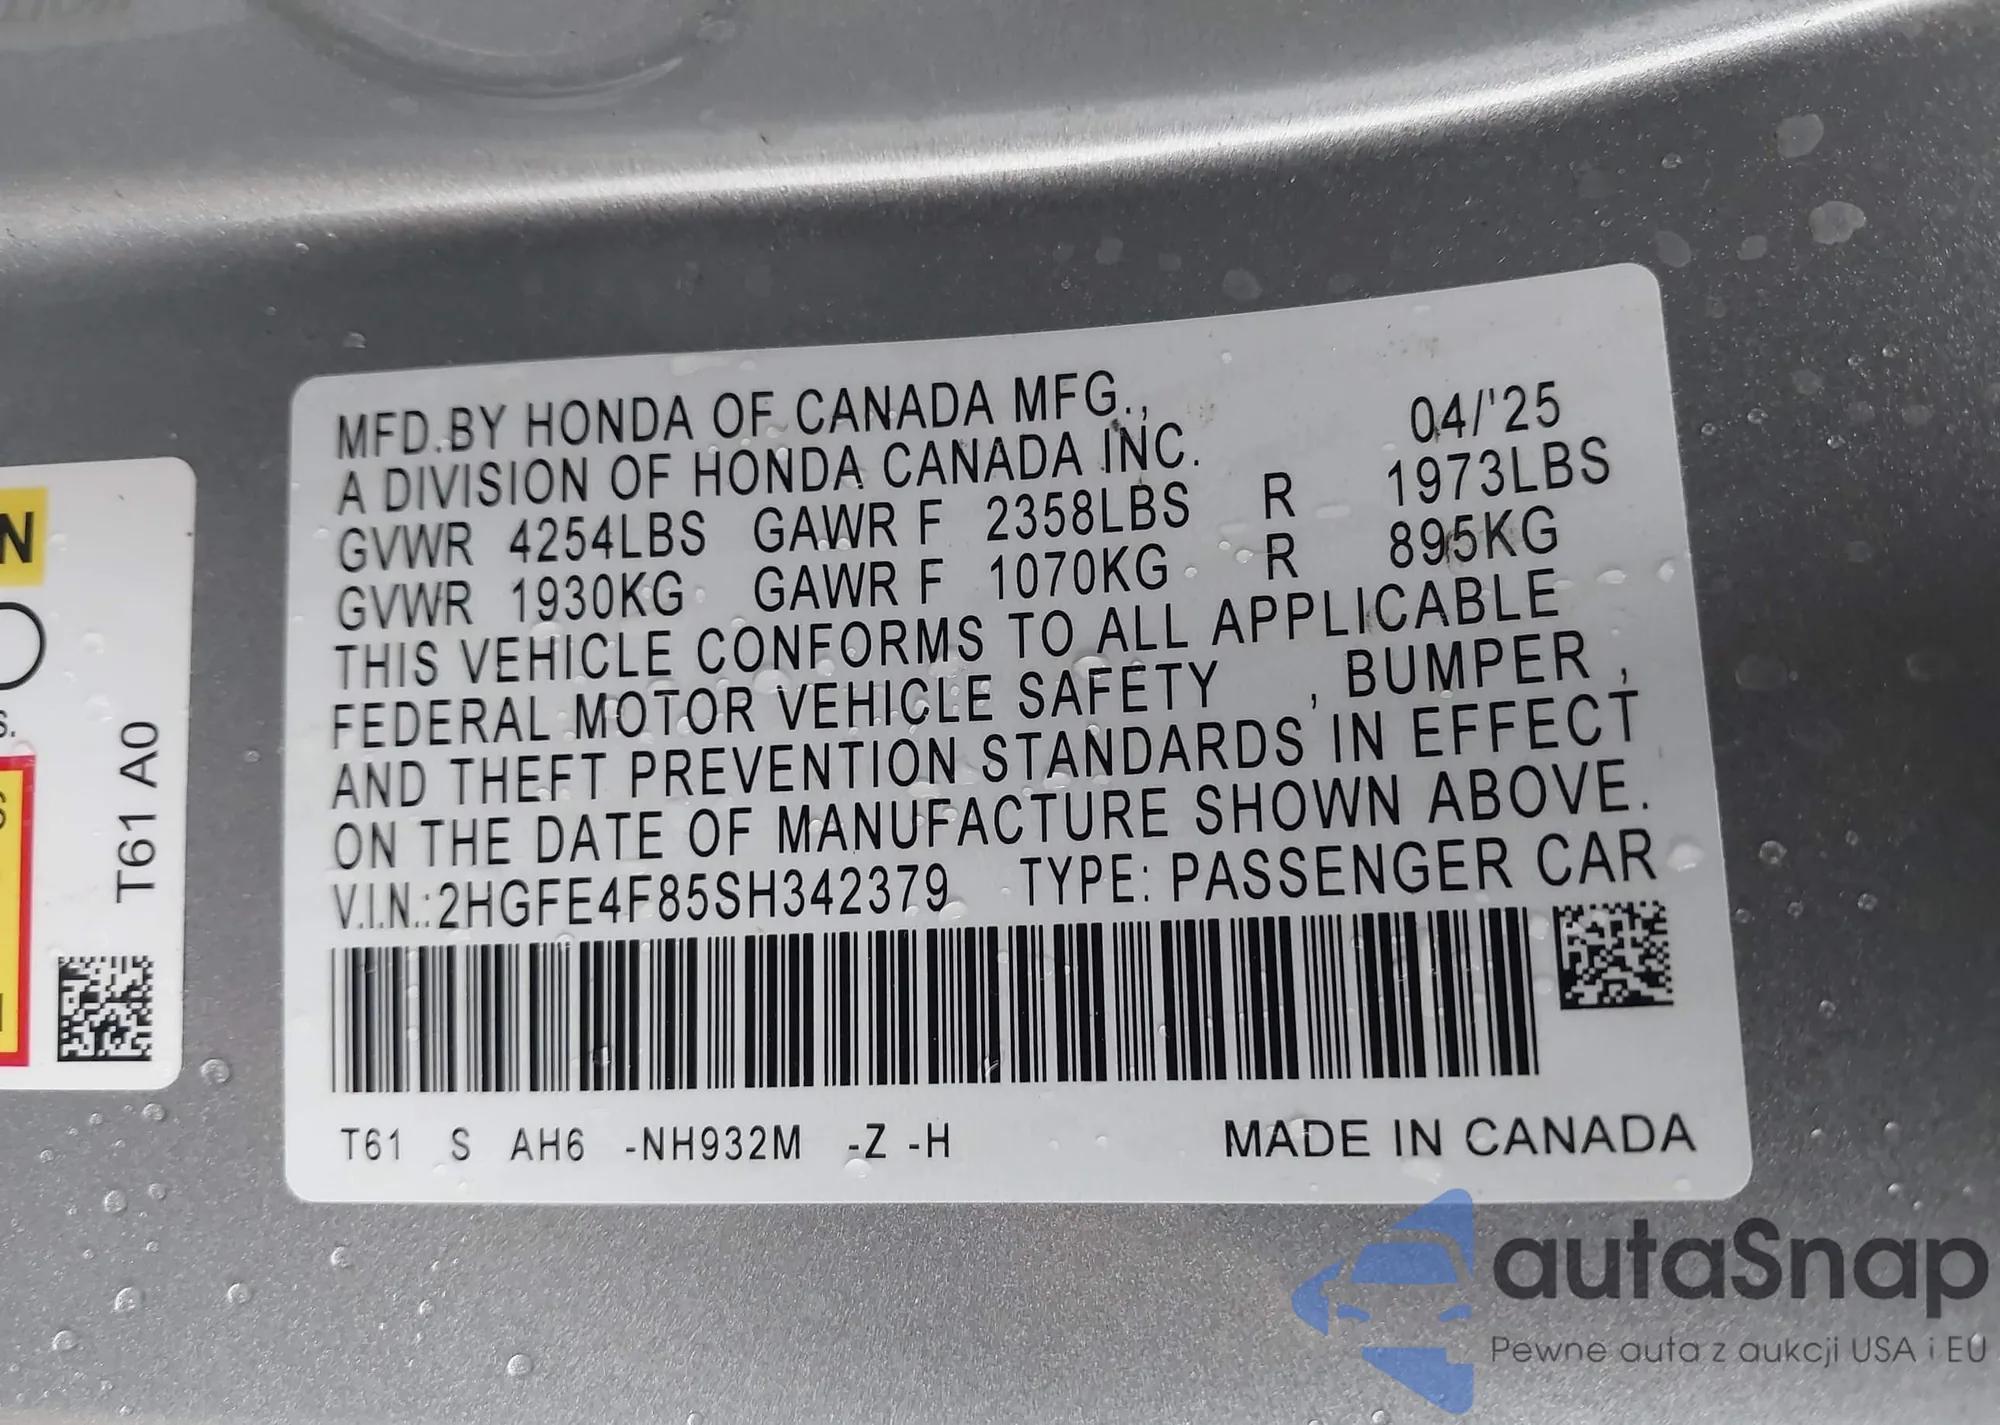 MFD.BY HONDA OF CANADA MFG., 04/'25
A DIVISION OF HONDA CANADA INC.
GVWR 4254LBS GAWR F 2358LBS R 1973LBS
GVWR 1930KG GAWR F 1070KG R 895KG
THIS VEHICLE CONFORMS TO ALL APPLICABLE
FEDERAL MOTOR VEHICLE SAFETY , BUMPER ,
AND THEFT PREVENTION STANDARDS IN EFFECT
ON THE DATE OF MANUFACTURE SHOWN ABOVE.
V.I.N.:2HGFE4F85SH342379 TYPE: PASSENGER CAR
T61 S AH6 -NH932M -Z -H MADE IN CANADA
T61 A0
N
s.
autaSnap
Pewne auta z aukcji USA i EU